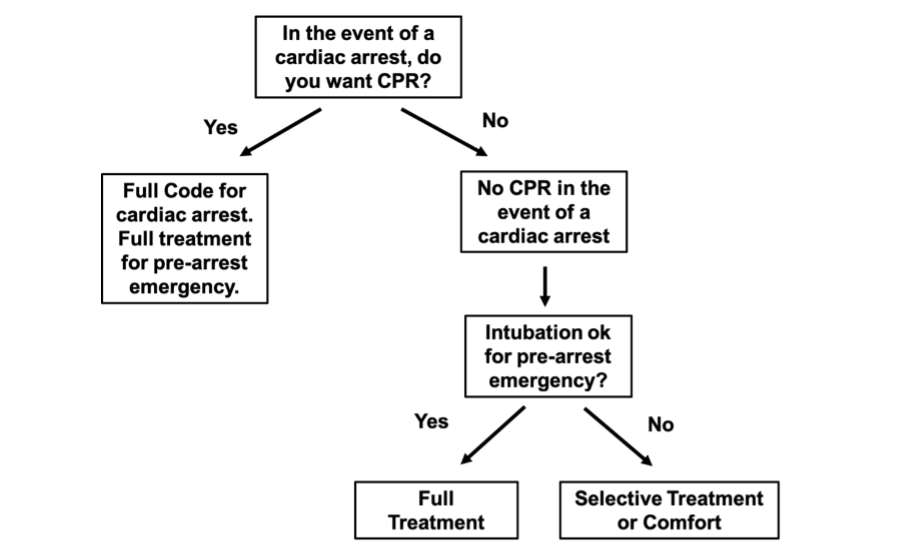 In the event of a
cardiac arrest, do
you want CPR?
Yes
No
Full Code for
cardiac arrest.
Full treatment
for pre-arrest
emergency.
No CPR in the
event of a
cardiac arrest
Intubation ok
for pre-arrest
emergency?
Yes
No
Full
Treatment
Selective Treatment
or Comfort